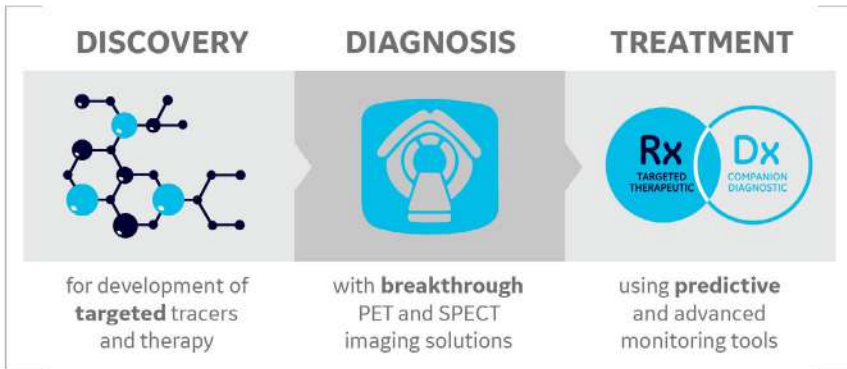 DISCOVERY
DIAGNOSIS
TREATMENT
Rx
TARGETED
THERAPEUTIC
Dx
COMPANION
DIAGNOSTIC
for development of
targeted tracers
and therapy
with breakthrough
PET and SPECT
imaging solutions
using predictive
and advanced
monitoring tools